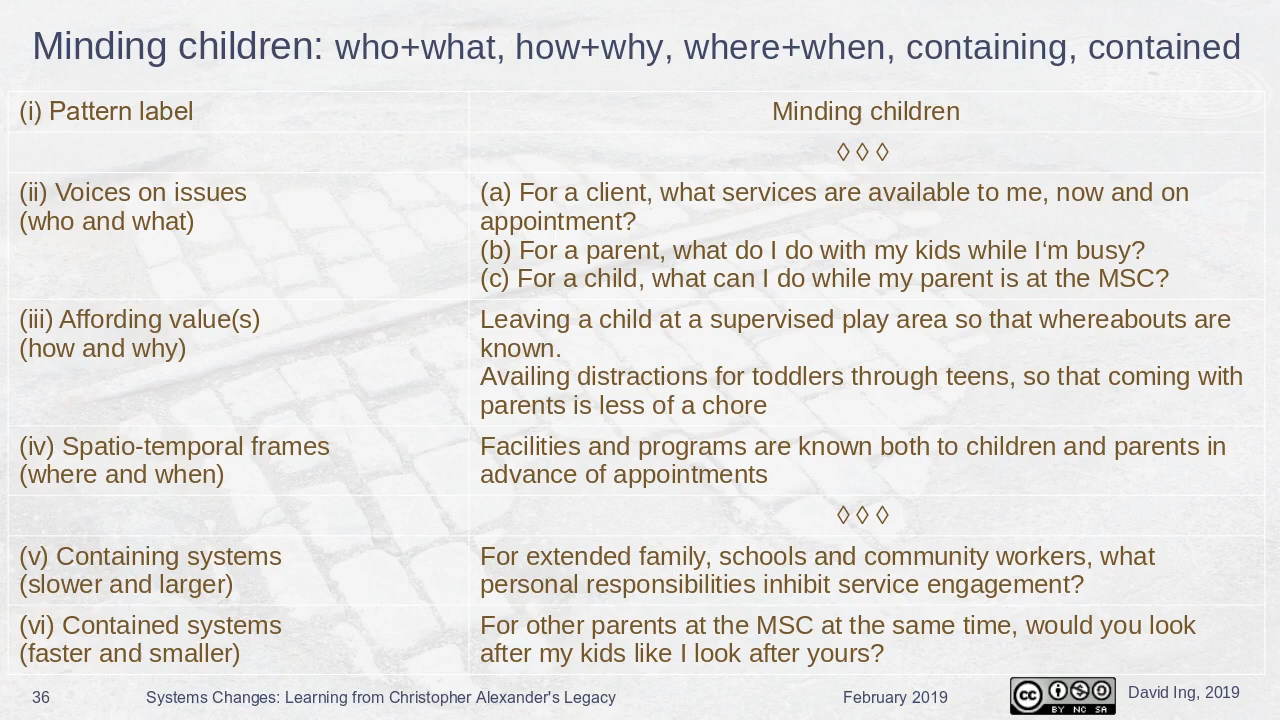 Minding children: who+what, how+why, where+when, containing, contained
(i) Pattern label
Minding children
◊ ◊ ◊
(ii) Voices on issues
(who and what)
(a) For a client, what services are available to me, now and on
appointment?
(b) For a parent, what do I do with my kids while I‘m busy?
(c) For a child, what can I do while my parent is at the MSC?
(iii) Affording value(s)
(how and why)
Leaving a child at a supervised play area so that whereabouts are
known.
Availing distractions for toddlers through teens, so that coming with
parents is less of a chore
(iv) Spatio-temporal frames
(where and when)
Facilities and programs are known both to children and parents in
advance of appointments
◊ ◊ ◊
(v) Containing systems
(slower and larger)
For extended family, schools and community workers, what
personal responsibilities inhibit service engagement?
(vi) Contained systems
(faster and smaller)
For other parents at the MSC at the same time, would you look
after my kids like I look after yours?
36
Systems Changes: Learning from Christopher Alexander's Legacy
February 2019
cc
BY NC SA
David Ing, 2019